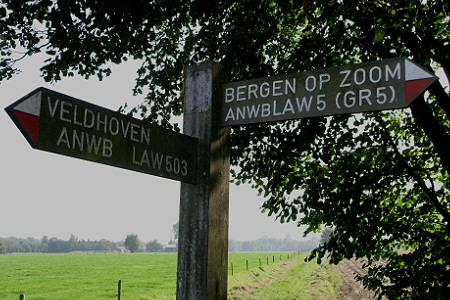 VELDHOVEN
ANWB LAW503
BERGEN OP ZOOM
ANWBLAW5 (GR5)